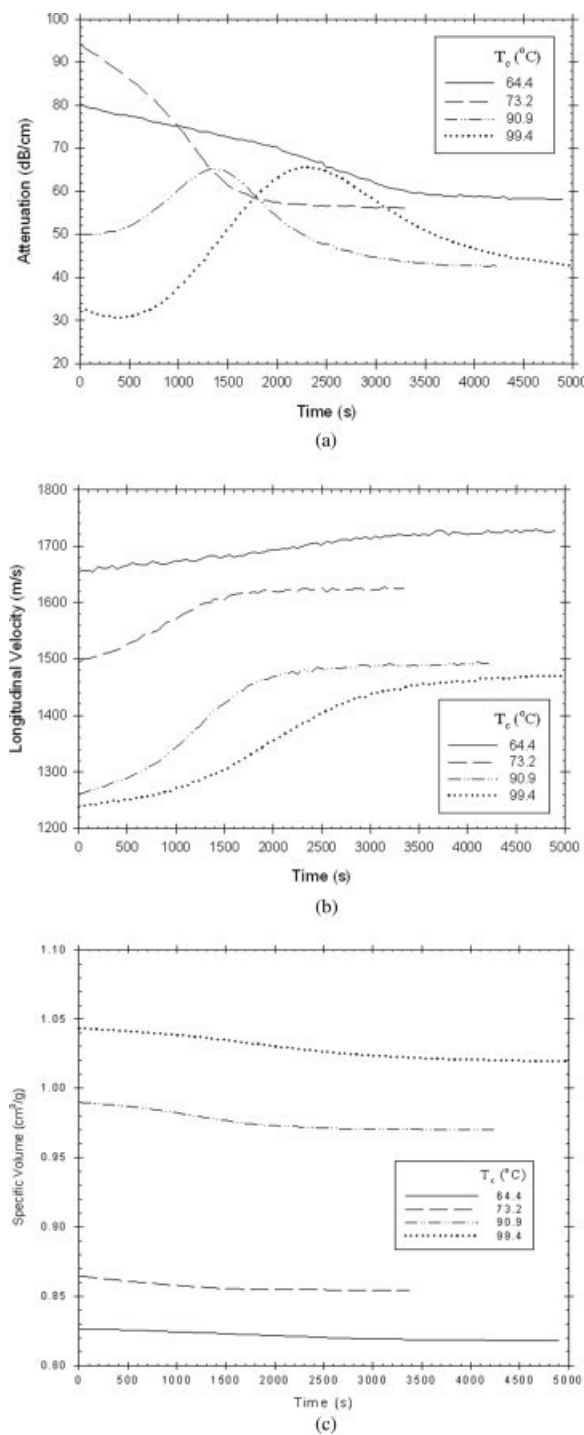 100
90
80
70
60
50
40
30
20
Attenuation (dB/cm)
T_c (°C)
64.4
73.2
90.9
99.4
0 500 1000 1500 2000 2500 3000 3500 4000 4500 5000
Time (s)
(a)
1800
1700
1600
1500
1400
1300
1200
Longitudinal Velocity (m/s)
T_c (°C)
64.4
73.2
90.9
99.4
0 500 1000 1500 2000 2500 3000 3500 4000 4500 5000
Time (s)
(b)
1.10
1.05
1.00
0.95
0.90
0.85
0.80
Specific Volume (cm³/g)
T_c (°C)
64.4
73.2
90.9
99.4
0 500 1000 1500 2000 2500 3000 3500 4000 4500 5000
Time (s)
(c)